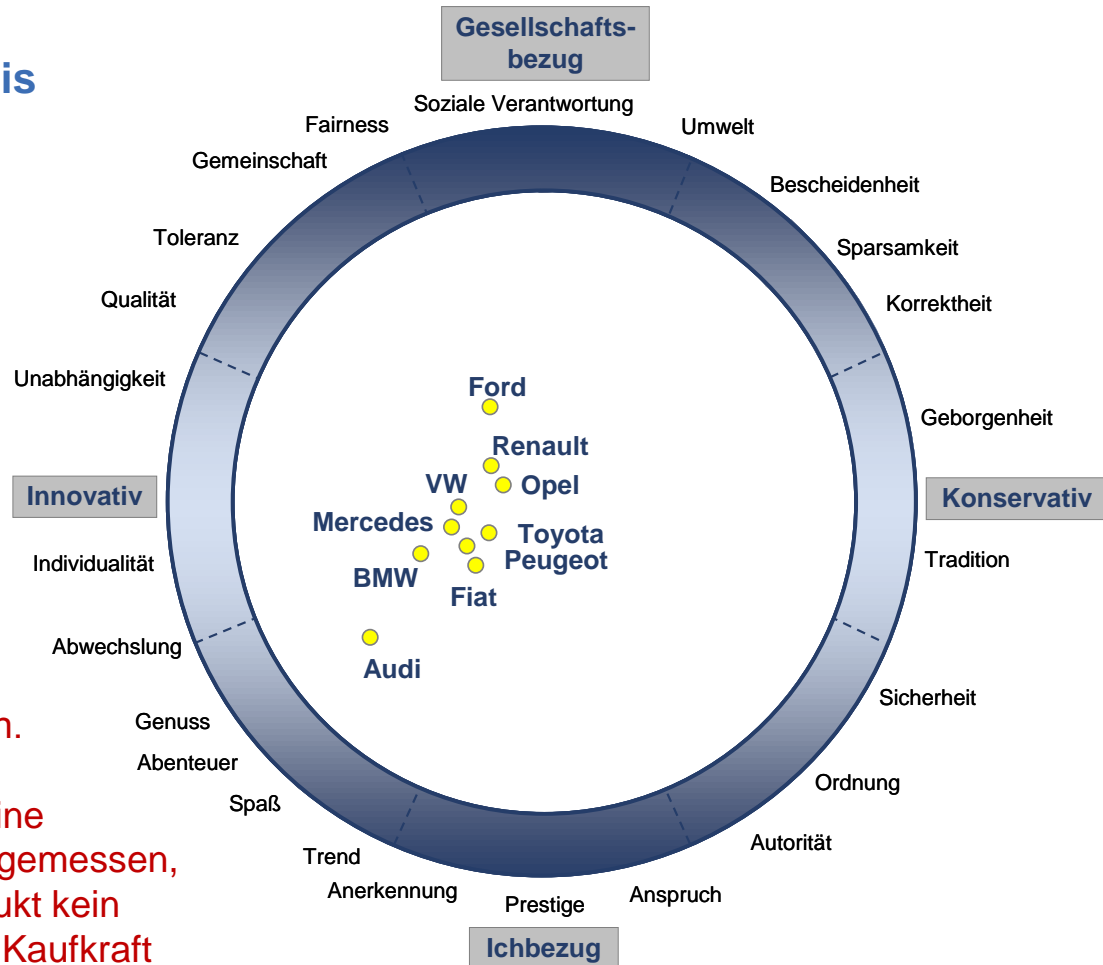 Gesellschafts-
bezug
is
Soziale Verantwortung
Fairness
Umwelt
Gemeinschaft
Bescheidenheit
Toleranz
Sparsamkeit
Qualität
Korrektheit
Unabhängigkeit
Ford
Geborgenheit
Renault
VW
Opel
Innovativ
Konservativ
Mercedes
Toyota
Individualität
Peugeot
Tradition
BMW
Fiat
Abwechslung
Audi
Sicherheit
Genuss
n.
Abenteuer
Ordnung
Spaß
ine
Autorität
gemessen,
Trend
Anerkennung
Anspruch
ukt kein
Prestige
Kaufkraft
Ichbezug